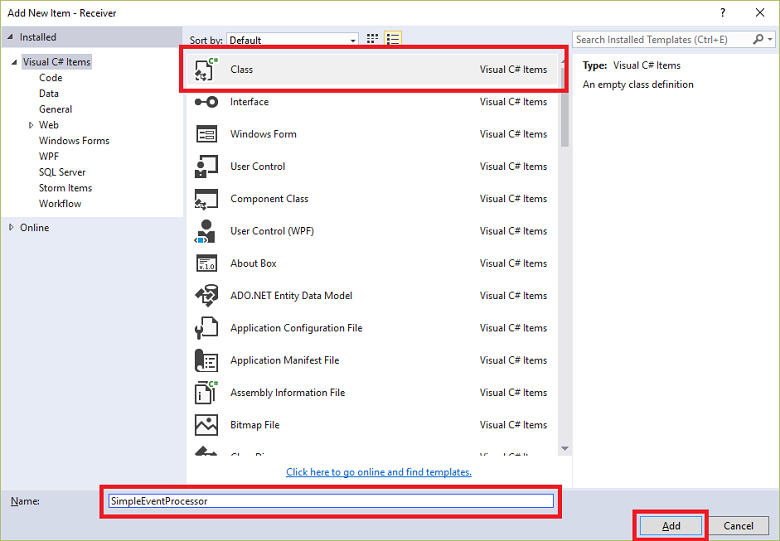 Add New Item - Receiver
? ×
Installed
Sort by: Default
Search Installed Templates (Ctrl+E)
Visual C# Items
Code
Data
General
Web
Windows Forms
WPF
SQL Server
Storm Items
Workflow
Online
C# Class Visual C# Items
Interface Visual C# Items
Windows Form Visual C# Items
User Control Visual C# Items
Component Class Visual C# Items
User Control (WPF) Visual C# Items
v.1.0 About Box Visual C# Items
ADO.NET Entity Data Model Visual C# Items
Application Configuration File Visual C# Items
Application Manifest File Visual C# Items
C# Assembly Information File Visual C# Items
Bitmap File Visual C# Items
Type: Visual C# Items
An empty class definition
Click here to go online and find templates.
Name: SimpleEventProcessor
Add Cancel